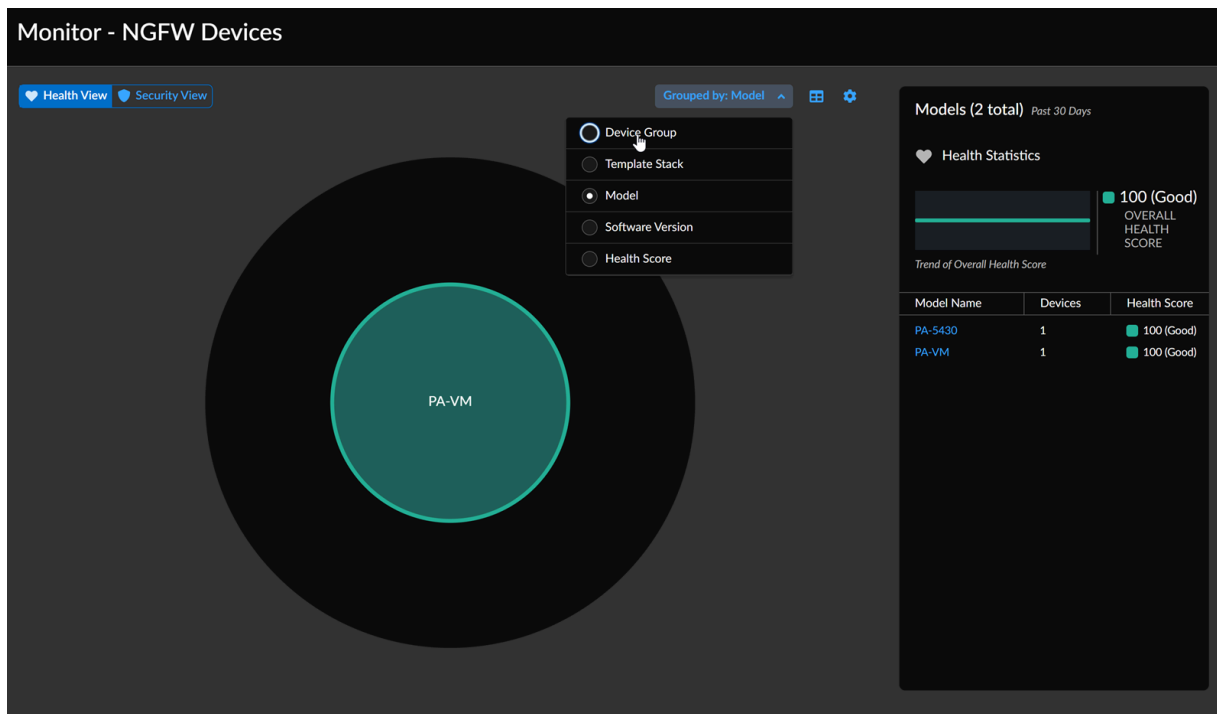 Monitor - NGFW Devices
Health View Security View
Grouped by: Model
Device Group
Template Stack
Model
Software Version
Health Score
PA-VM
Models (2 total) Past 30 Days
Health Statistics
100 (Good)
OVERALL
HEALTH
SCORE
Trend of Overall Health Score
Model Name Devices Health Score
PA-5430 1 100 (Good)
PA-VM 1 100 (Good)